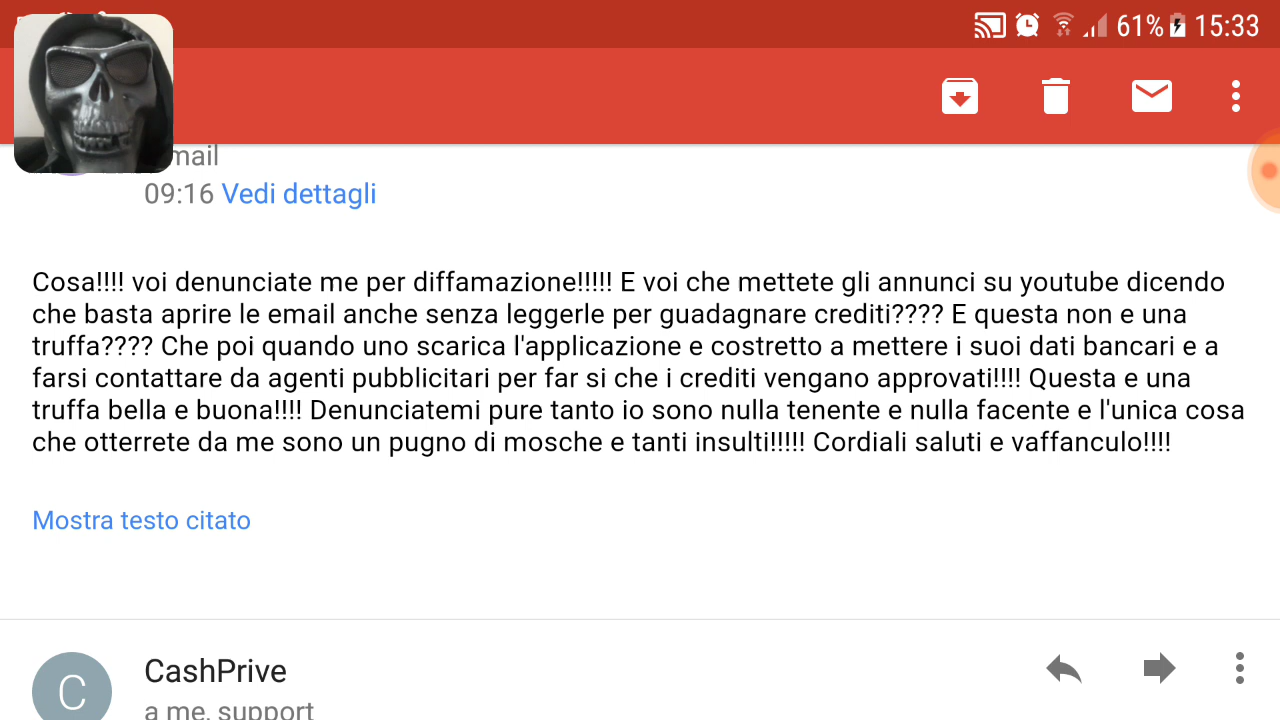 61% 15:33
mail
09:16 Vedi dettagli
Cosa!!!! voi denunciate me per diffamazione!!!!! E voi che mettete gli annunci su youtube dicendo
che basta aprire le email anche senza leggerle per guadagnare crediti???? E questa non e una
truffa???? Che poi quando uno scarica l'applicazione e costretto a mettere i suoi dati bancari e a
farsi contattare da agenti pubblicitari per far si che i crediti vengano approvati!!!! Questa e una
truffa bella e buona!!!! Denunciatemi pure tanto io sono nulla tenente e nulla facente e l'unica cosa
che otterrete da me sono un pugno di mosche e tanti insulti!!!!! Cordiali saluti e vaffanculo!!!!
Mostra testo citato
C
CashPrive
a me, support